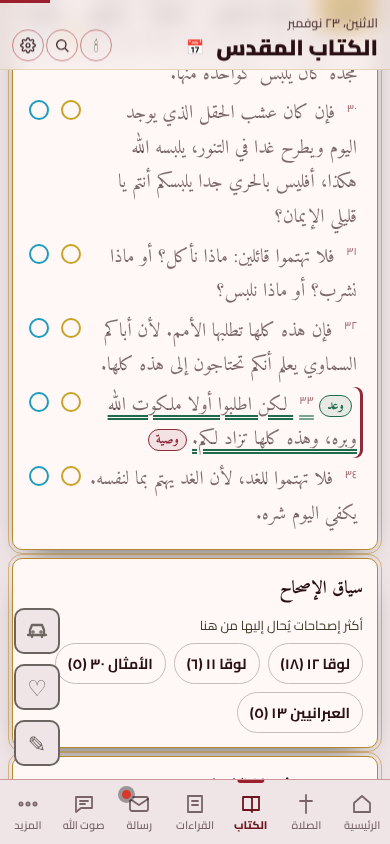 الاثنين، ٢٣ نوفمبر
الكتاب المقدس 📅
مجده كان يلبس كواحدة منها.
٣٠ فإن كان عشب الحقل الذي يوجد
اليوم ويطرح غدا في التنور، يلبسه الله
هكذا، أفليس بالحري جدا يلبسكم أنتم يا
قليلي الإيمان؟
٣١ فلا تهتموا قائلين: ماذا نأكل؟ أو ماذا
نشرب؟ أو ماذا نلبس؟
٣٢ فإن هذه كلها تطلبها الأمم. لأن أباكم
السماوي يعلم أنكم تحتاجون إلى هذه كلها.
وعد ٣٣ لكن اطلبوا أولا ملكوت الله
وبره، وهذه كلها تزاد لكم. وصية
٣٤ فلا تهتموا للغد، لأن الغد يهتم بما لنفسه.
يكفي اليوم شره.
سياق الإصحاح
أكثر إصحاحات يُحال إليها من هنا
لوقا ١٢ (١٨) لوقا ١١ (٦) الأمثال ٣٠ (٥)
العبرانيين ١٣ (٥)
الرئيسية الصلاة الكتاب القراءات رسالة صوت الله المزيد